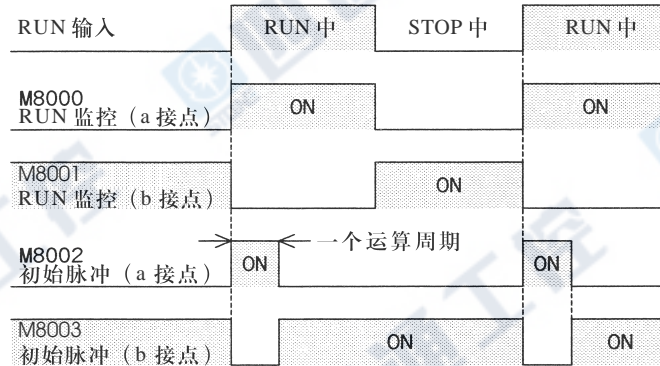 RUN 输入 RUN 中 STOP 中 RUN 中
M8000
RUN 监控（a 接点） ON ON
M8001
RUN 监控（b 接点） ON
一个运算周期
M8002
初始脉冲（a 接点） ON ON
M8003
初始脉冲（b 接点） ON ON